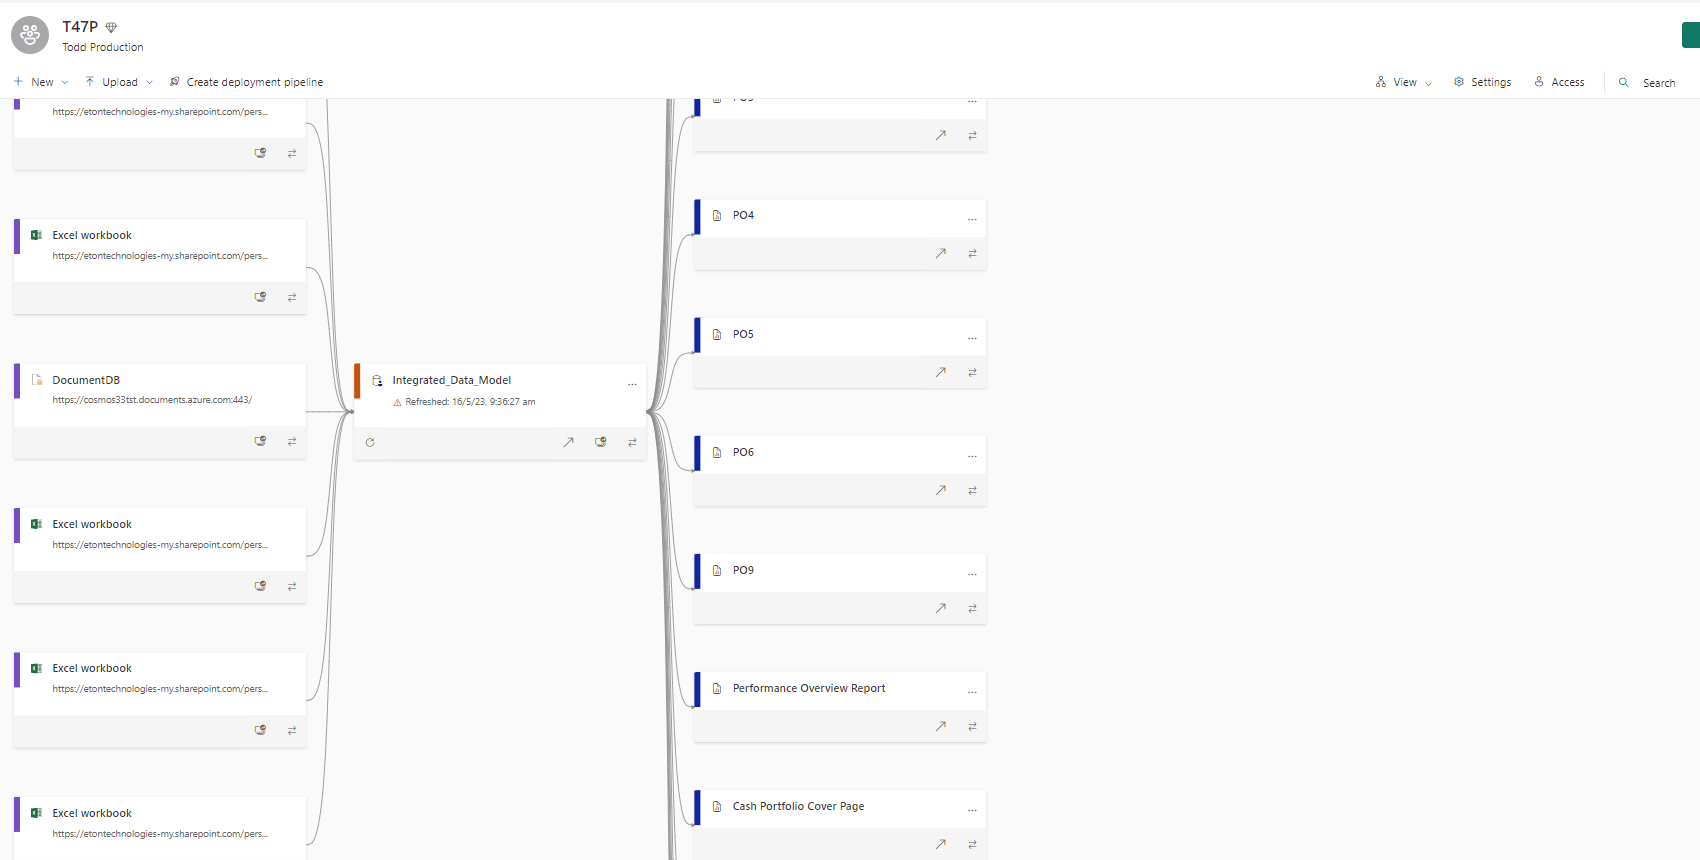 T47P
Todd Production
New
Upload
Create deployment pipeline
View
Settings
Access
Search
https://etontechnologies-my.sharepoint.com/pers...
Excel workbook
https://etontechnologies-my.sharepoint.com/pers...
DocumentDB
https://cosmos33tst.documents.azure.com:443/
Excel workbook
https://etontechnologies-my.sharepoint.com/pers...
Excel workbook
https://etontechnologies-my.sharepoint.com/pers...
Excel workbook
https://etontechnologies-my.sharepoint.com/pers...
Integrated_Data_Model
Refreshed: 16/5/23, 9:36:27 am
PO4
PO5
PO6
PO9
Performance Overview Report
Cash Portfolio Cover Page